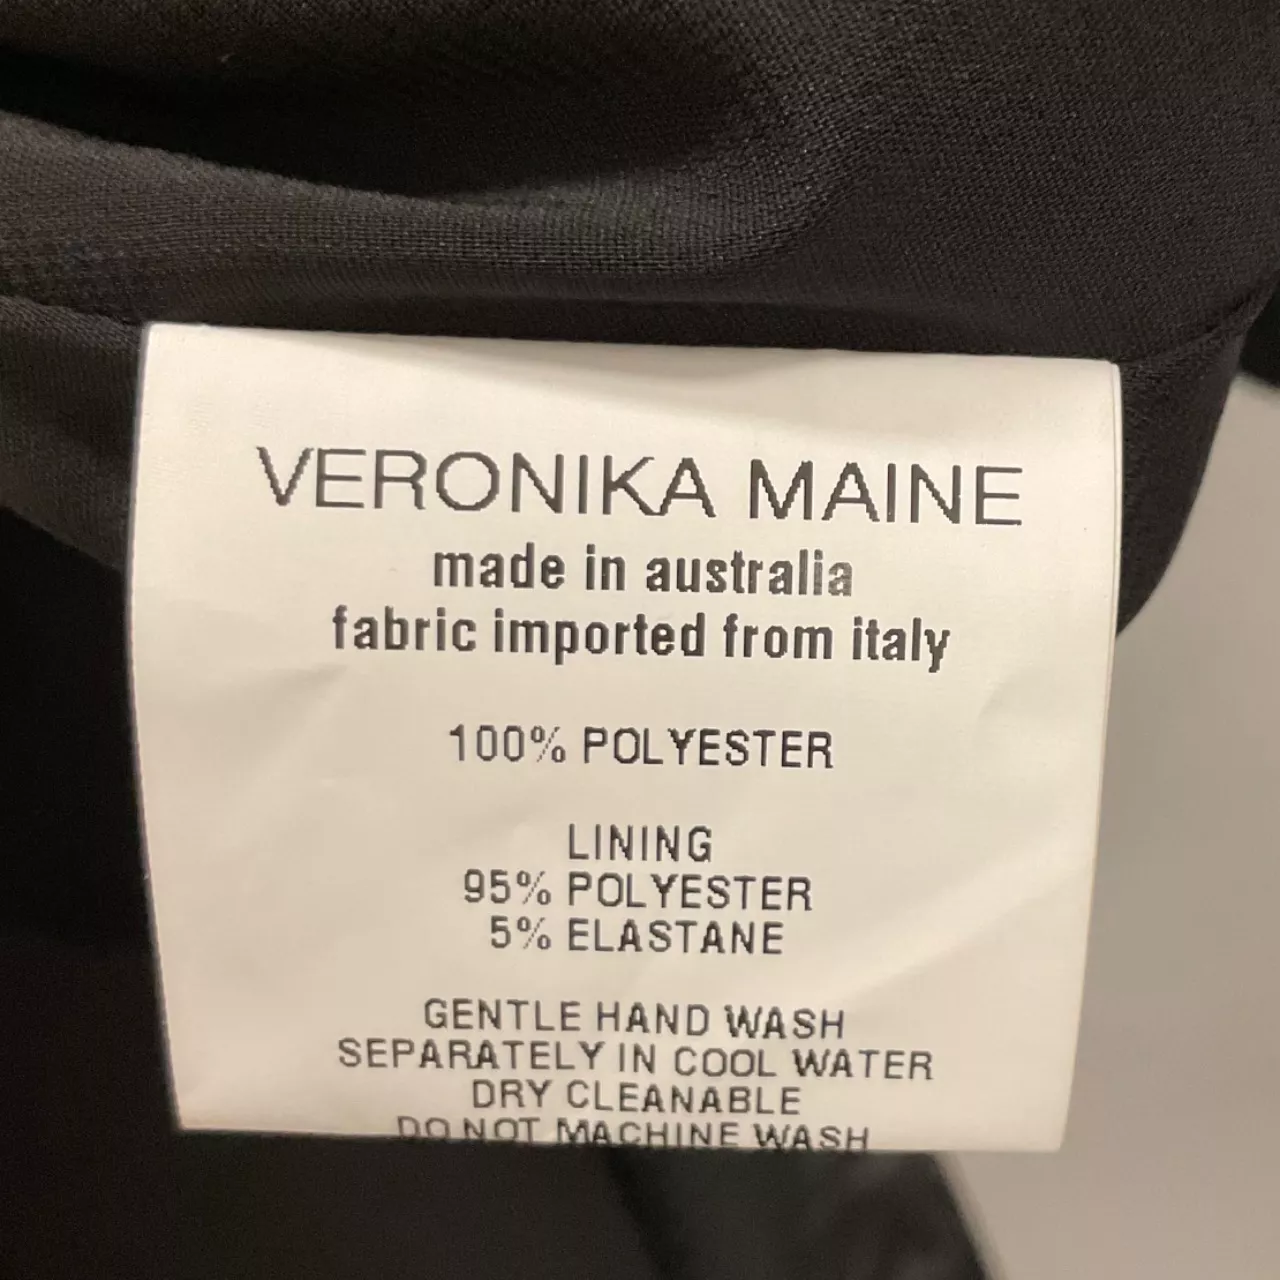 VERONIKA MAINE
made in australia
fabric imported from italy
100% POLYESTER
LINING
95% POLYESTER
5% ELASTANE
GENTLE HAND WASH
SEPARATELY IN COOL WATER
DRY CLEANABLE
DO NOT MACHINE WASH